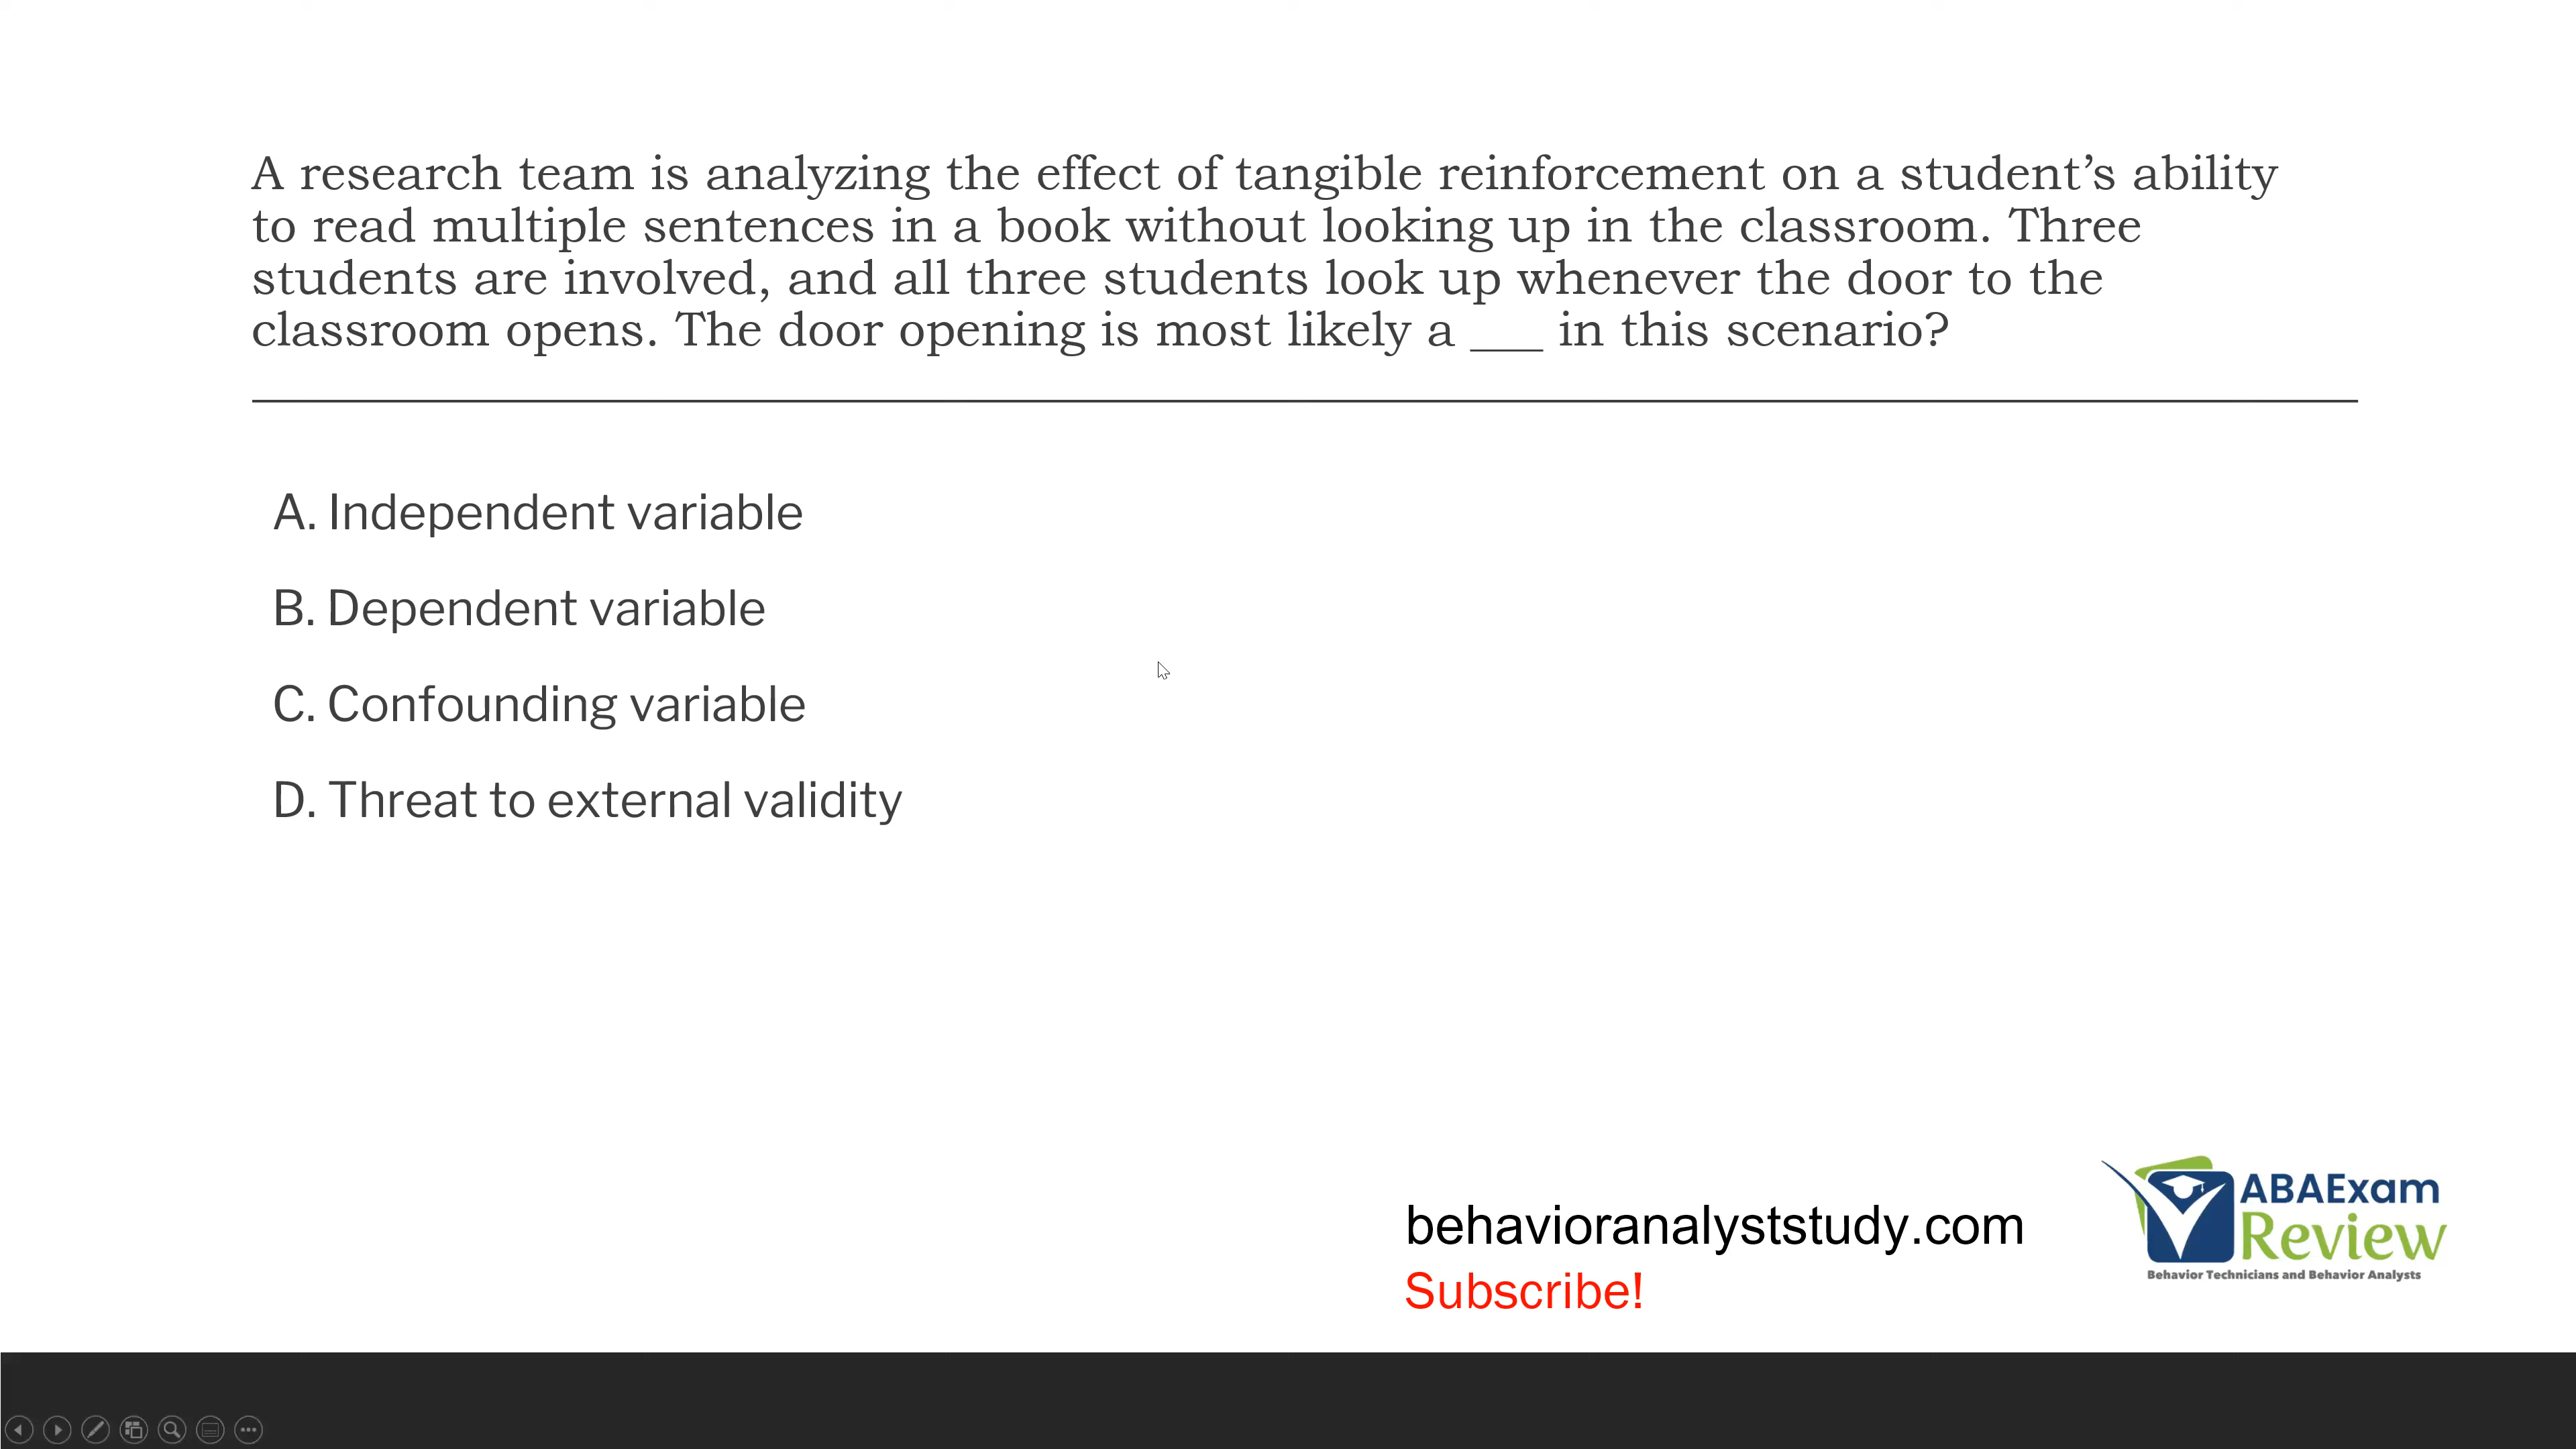 A research team is analyzing the effect of tangible reinforcement on a student’s ability
to read multiple sentences in a book without looking up in the classroom. Three
students are involved, and all three students look up whenever the door to the
classroom opens. The door opening is most likely a ___ in this scenario?
A. Independent variable
B. Dependent variable
C. Confounding variable
D. Threat to external validity
behavioranalyststudy.com
Subscribe!
ABAExam
Review
Behavior Technicians and Behavior Analysts